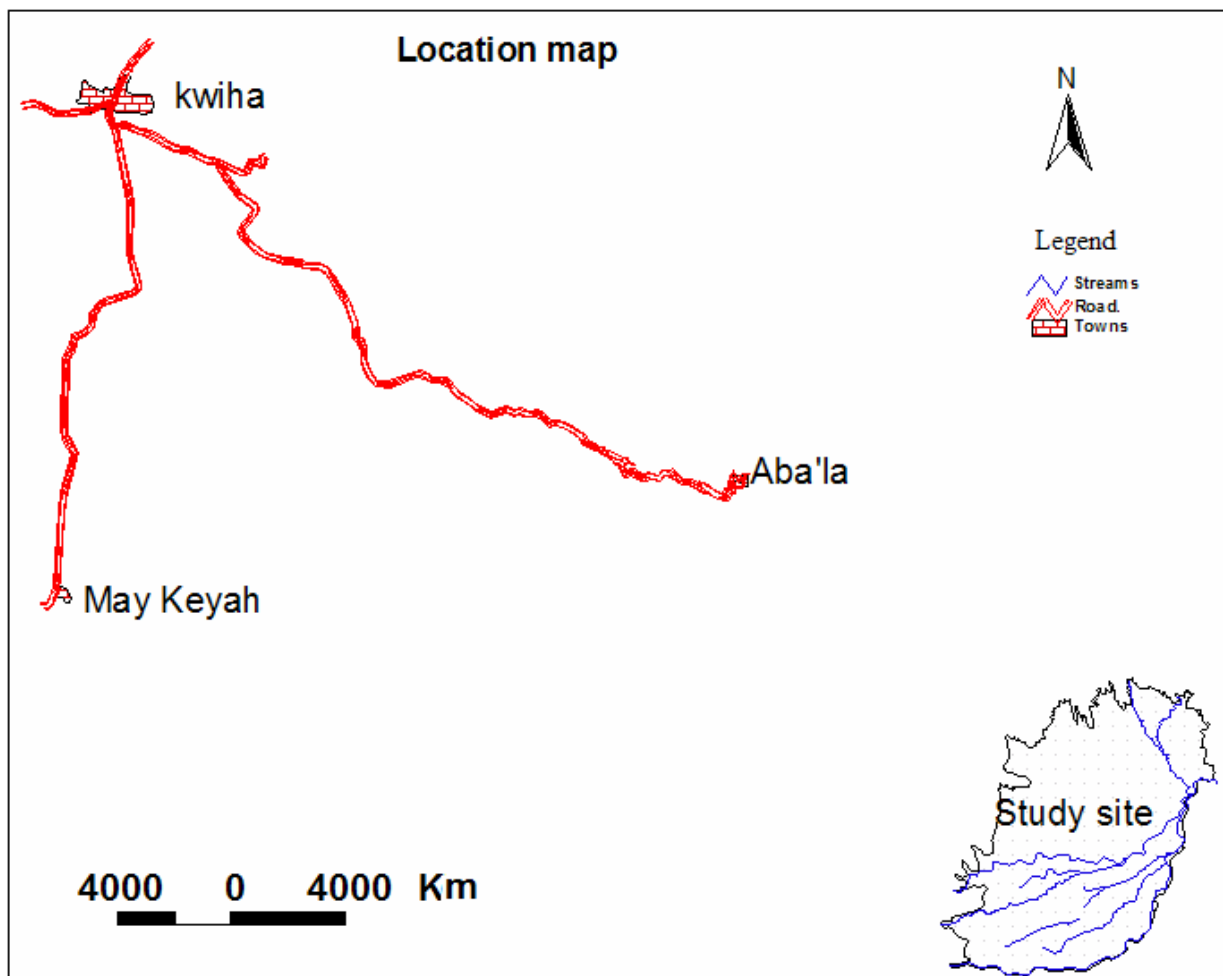 Location map
kwiha
N
Legend
Streams
Road.
Towns
Aba'la
May Keyah
Study site
4000 0 4000 Km